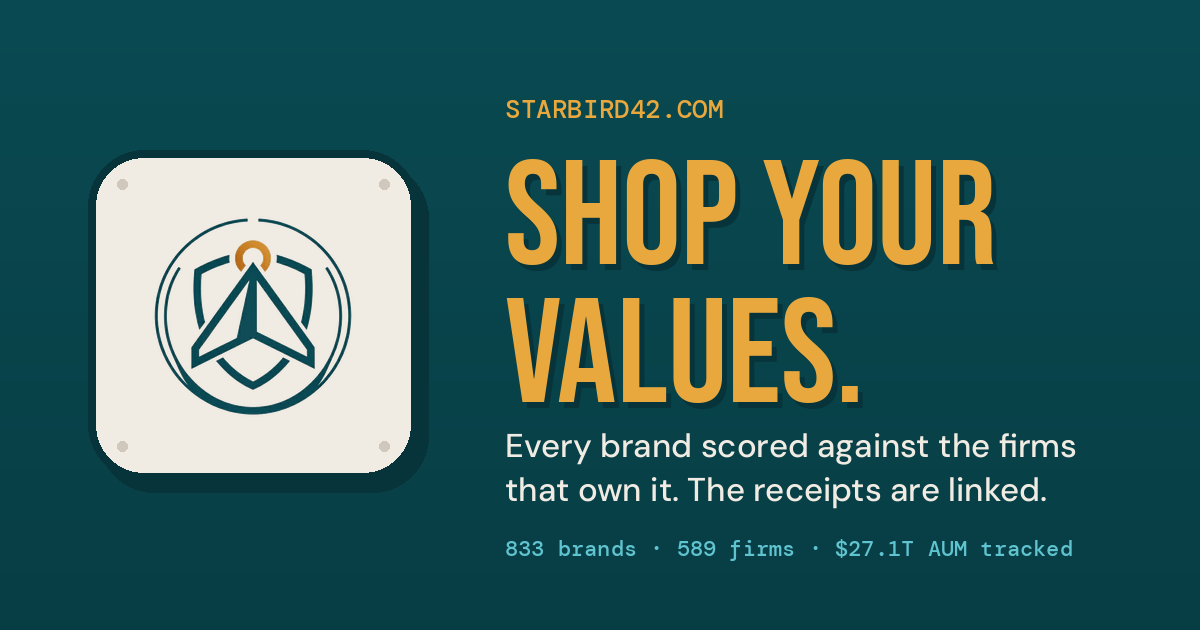 STARBIRD42.COM
SHOP YOUR
VALUES.
Every brand scored against the firms
that own it. The receipts are linked.
833 brands · 589 firms · $27.1T AUM tracked